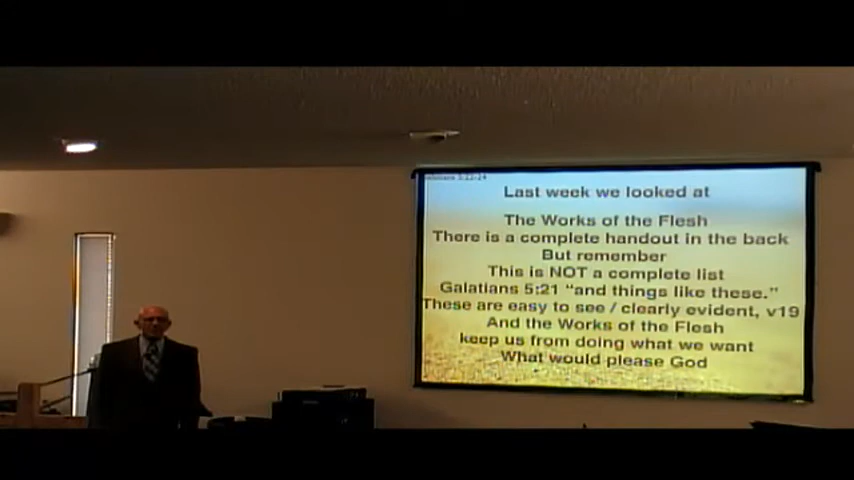 Last week we looked at
The Works of the Flesh
There is a complete handout in the back
But remember
This is NOT a complete list
Galatians 5:21 “and things like these.”
These are easy to see / clearly evident, v19
And the Works of the Flesh
keep us from doing what we want
What would please God